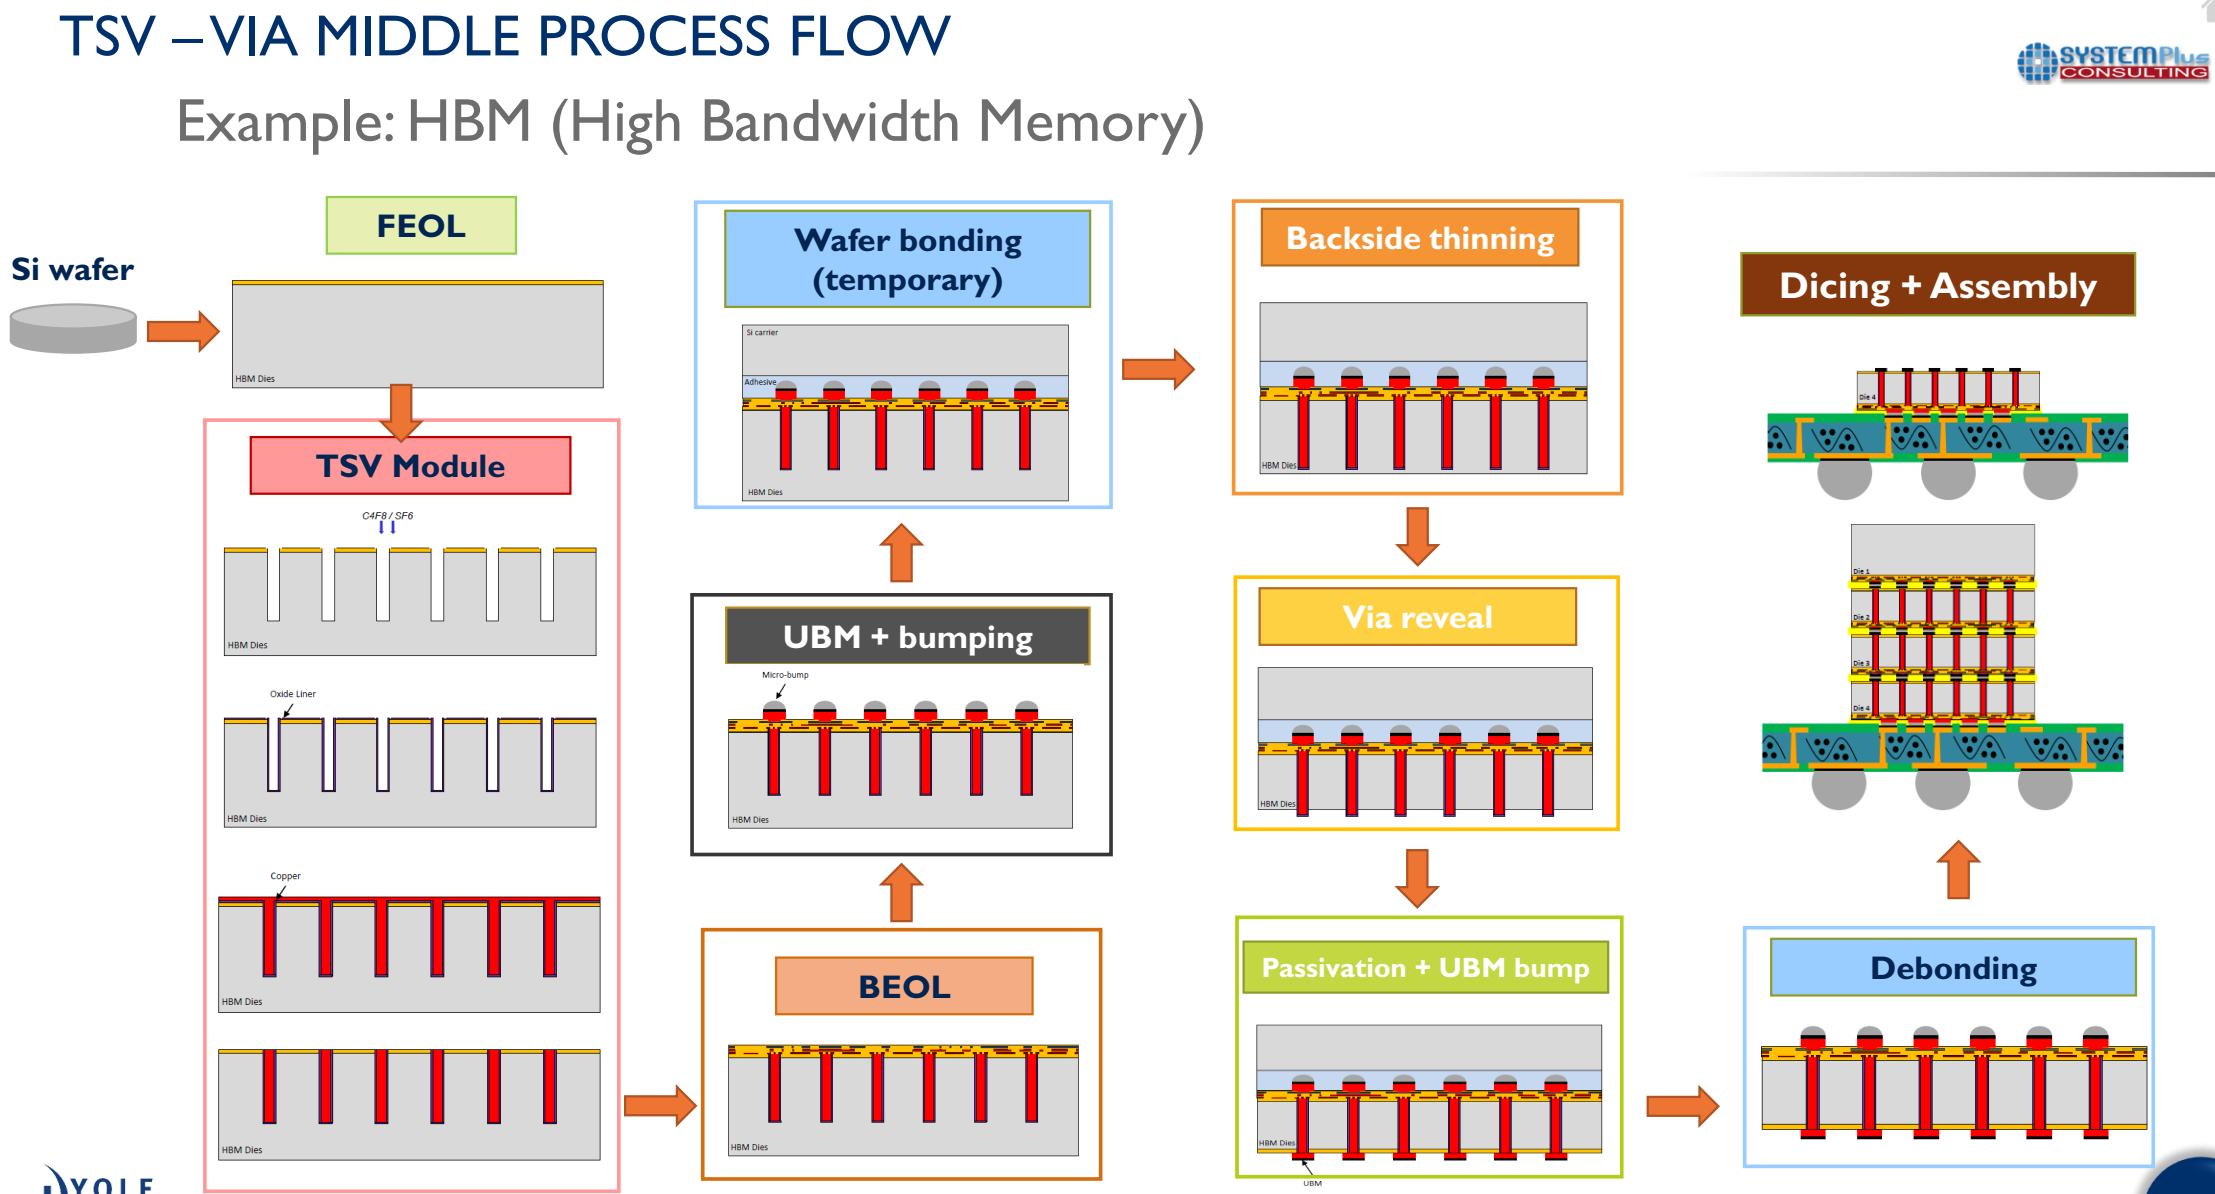 TSV – VIA MIDDLE PROCESS FLOW
Example: HBM (High Bandwidth Memory)
SYSTEMPlus
CONSULTING
Si wafer
FEOL
HBM Dies
TSV Module
C4F8 / SF6
HBM Dies
Oxide Liner
HBM Dies
Copper
HBM Dies
HBM Dies
BEOL
HBM Dies
UBM + bumping
Micro-bump
HBM Dies
Wafer bonding
(temporary)
Si carrier
Adhesive
HBM Dies
Backside thinning
HBM Dies
Via reveal
HBM Dies
Passivation + UBM bump
HBM Dies
UBM
Debonding
Dicing + Assembly
Die 4
Die 1
Die 2
Die 3
Die 4
YOLE